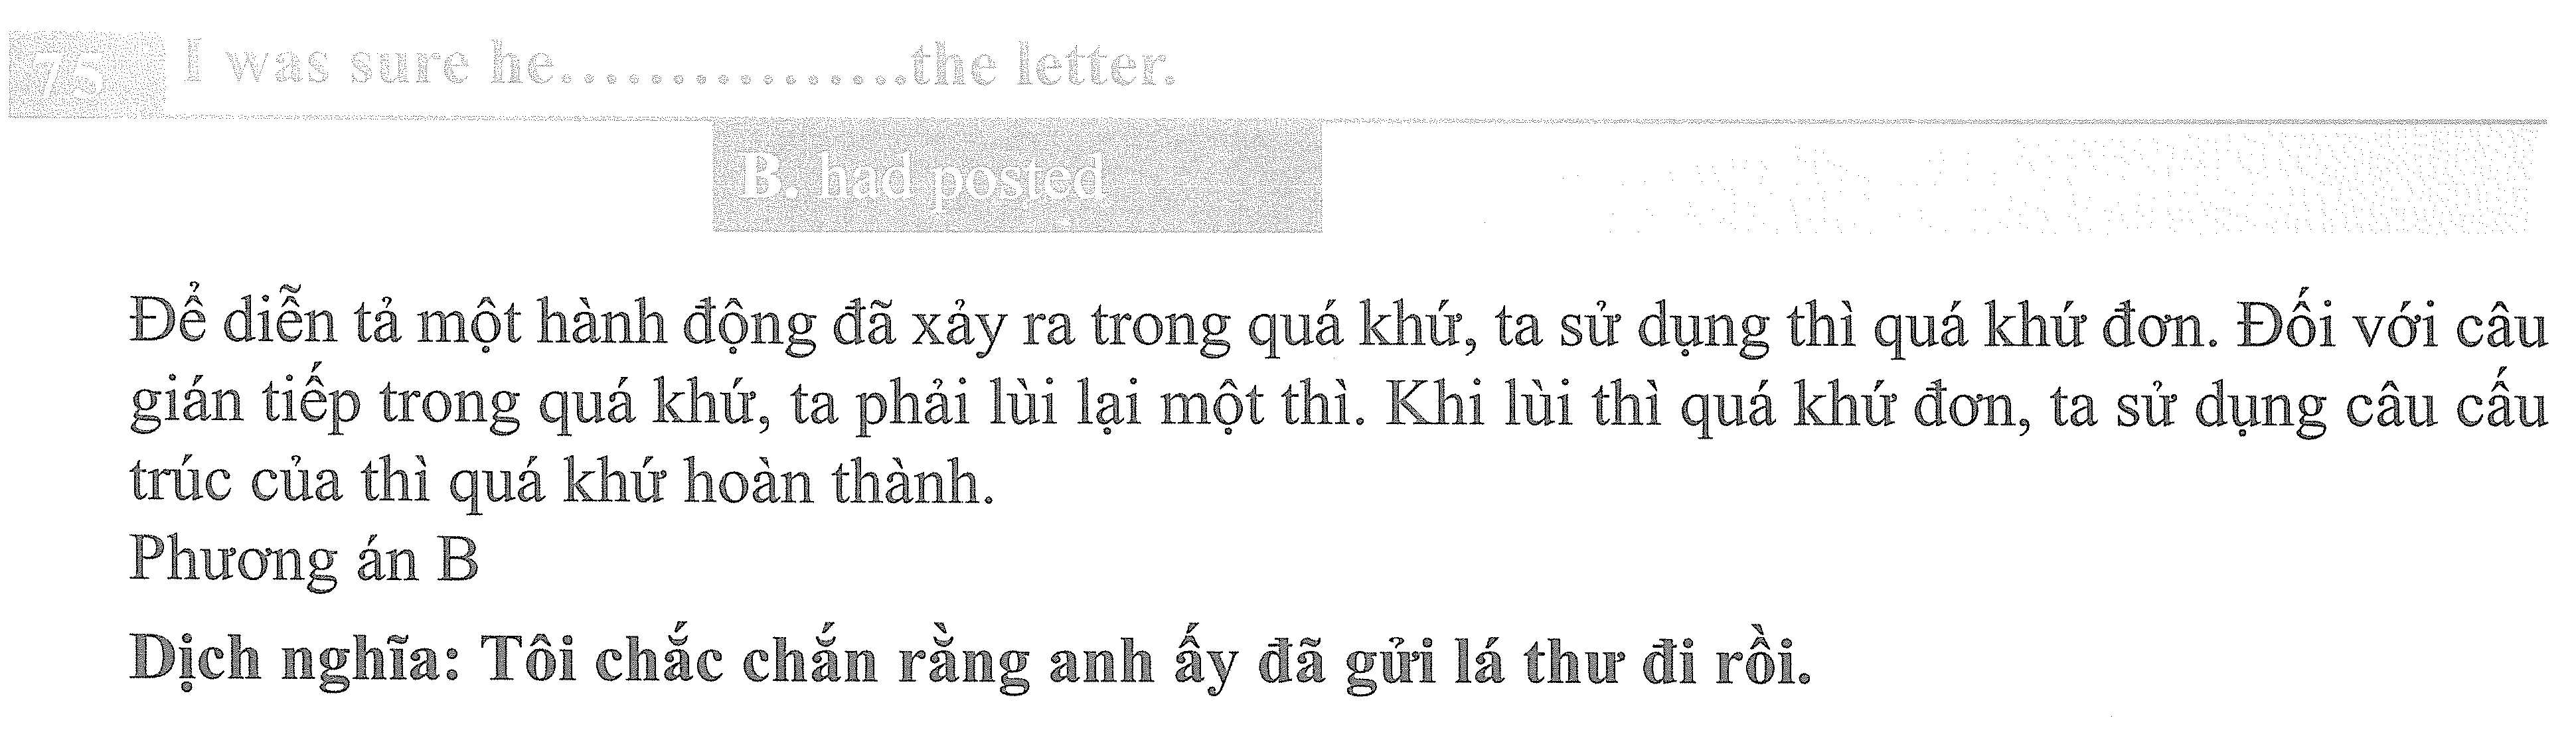 75 I was sure he...............the letter.
B. had posted
Để diễn tả một hành động đã xảy ra trong quá khứ, ta sử dụng thì quá khứ đơn. Đối với câu
gián tiếp trong quá khứ, ta phải lùi lại một thì. Khi lùi thì quá khứ đơn, ta sử dụng câu cấu
trúc của thì quá khứ hoàn thành.
Phương án B
Dịch nghĩa: Tôi chắc chắn rằng anh ấy đã gửi lá thư đi rồi.